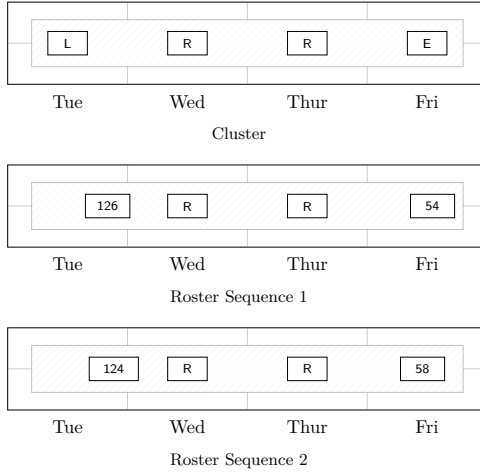 L R R E
Tue Wed Thur Fri
Cluster
126 R R 54
Tue Wed Thur Fri
Roster Sequence 1
124 R R 58
Tue Wed Thur Fri
Roster Sequence 2